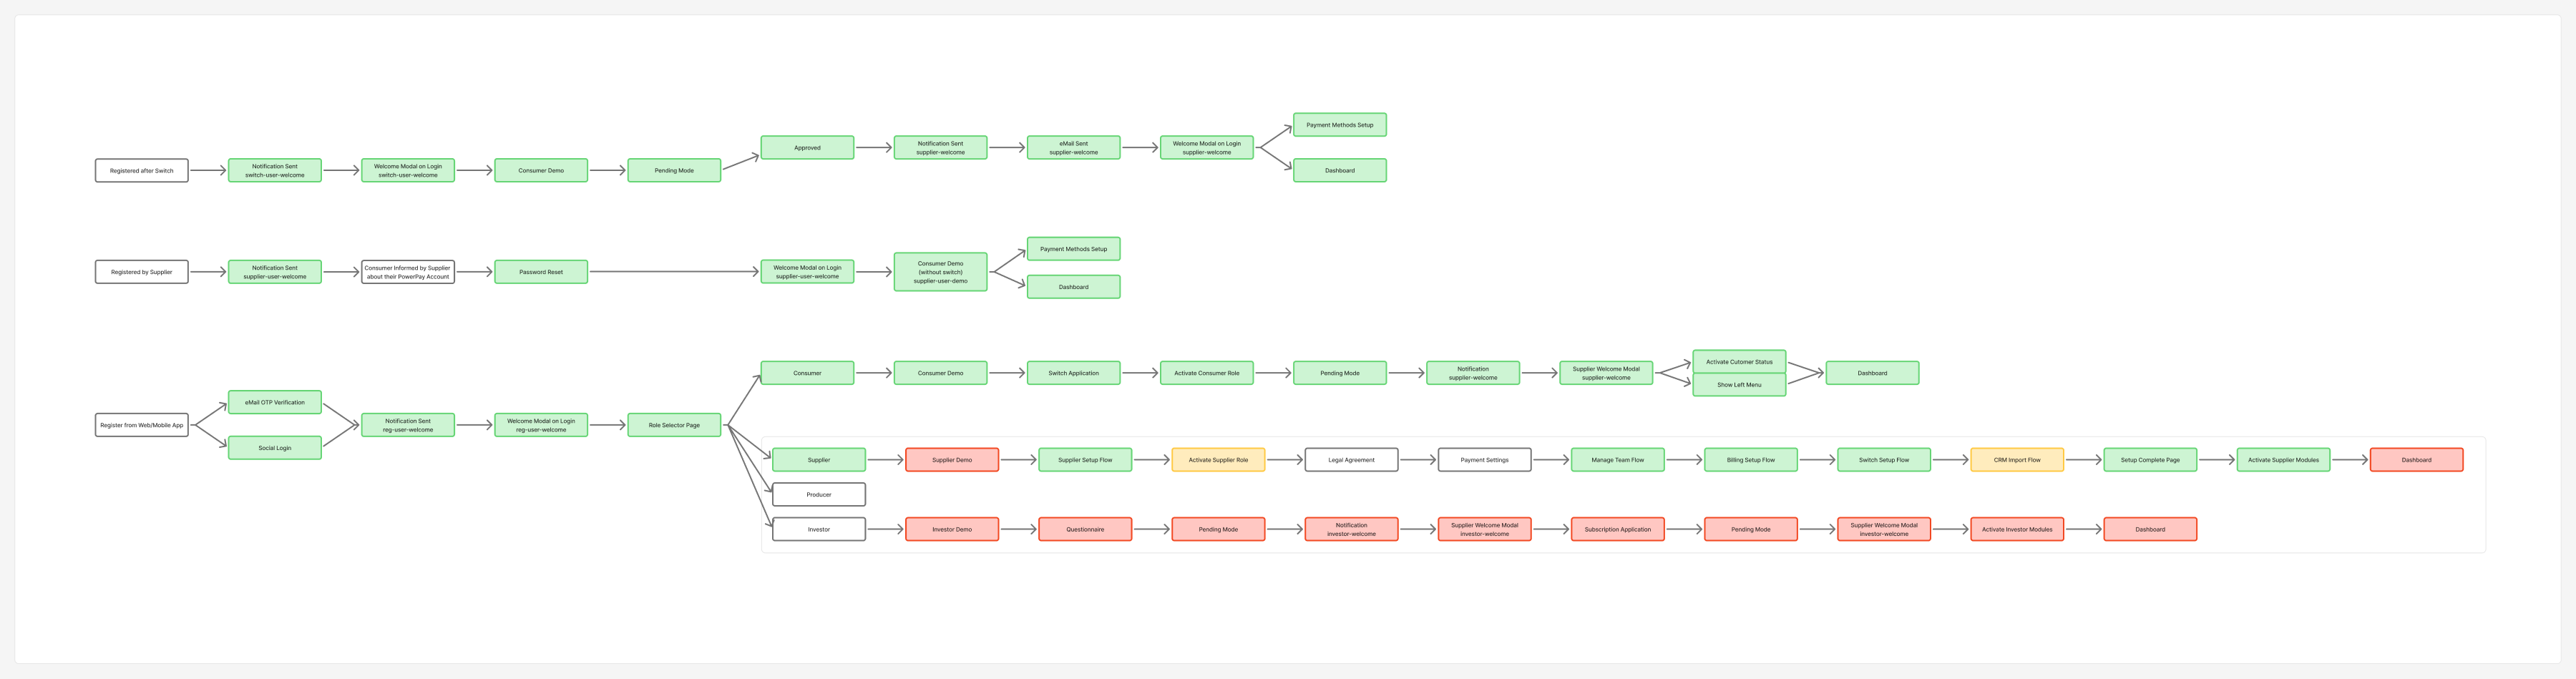 Payment Methods Setup
Approved
Notification Sent
supplier-welcome
eMail Sent
supplier-welcome
Welcome Modal on Login
supplier-welcome
Registered after Switch
Notification Sent
switch-user-welcome
Welcome Modal on Login
switch-user-welcome
Consumer Demo
Pending Mode
Dashboard
Payment Methods Setup
Registered by Supplier
Notification Sent
supplier-user-welcome
Consumer Informed by Supplier
about their PowerPay Account
Password Reset
Welcome Modal on Login
supplier-user-welcome
Consumer Demo
(without switch)
supplier-user-demo
Dashboard
Consumer
Consumer Demo
Switch Application
Activate Consumer Role
Pending Mode
Notification
supplier-welcome
Supplier Welcome Modal
supplier-welcome
Activate Cutomer Status
Show Left Menu
Dashboard
Register from Web/Mobile App
eMail OTP Verification
Social Login
Notification Sent
reg-user-welcome
Welcome Modal on Login
reg-user-welcome
Role Selector Page
Supplier
Supplier Demo
Supplier Setup Flow
Activate Supplier Role
Legal Agreement
Payment Settings
Manage Team Flow
Billing Setup Flow
Switch Setup Flow
CRM Import Flow
Setup Complete Page
Activate Supplier Modules
Dashboard
Producer
Investor
Investor Demo
Questionnaire
Pending Mode
Notification
investor-welcome
Supplier Welcome Modal
investor-welcome
Subscription Application
Pending Mode
Supplier Welcome Modal
investor-welcome
Activate Investor Modules
Dashboard